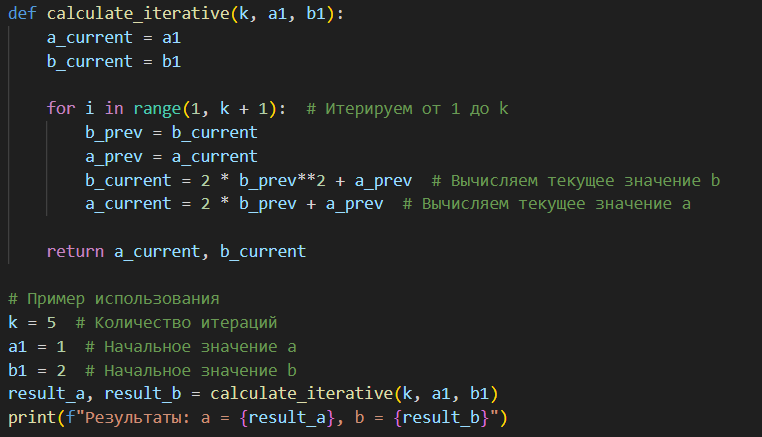 def calculate_iterative(k, a1, b1):
    a_current = a1
    b_current = b1

    for i in range(1, k + 1):  # Итерируем от 1 до k
        b_prev = b_current
        a_prev = a_current
        b_current = 2 * b_prev**2 + a_prev  # Вычисляем текущее значение b
        a_current = 2 * b_prev + a_prev  # Вычисляем текущее значение a

    return a_current, b_current

# Пример использования
k = 5  # Количество итераций
a1 = 1  # Начальное значение a
b1 = 2  # Начальное значение b
result_a, result_b = calculate_iterative(k, a1, b1)
print(f"Результаты: a = {result_a}, b = {result_b}")